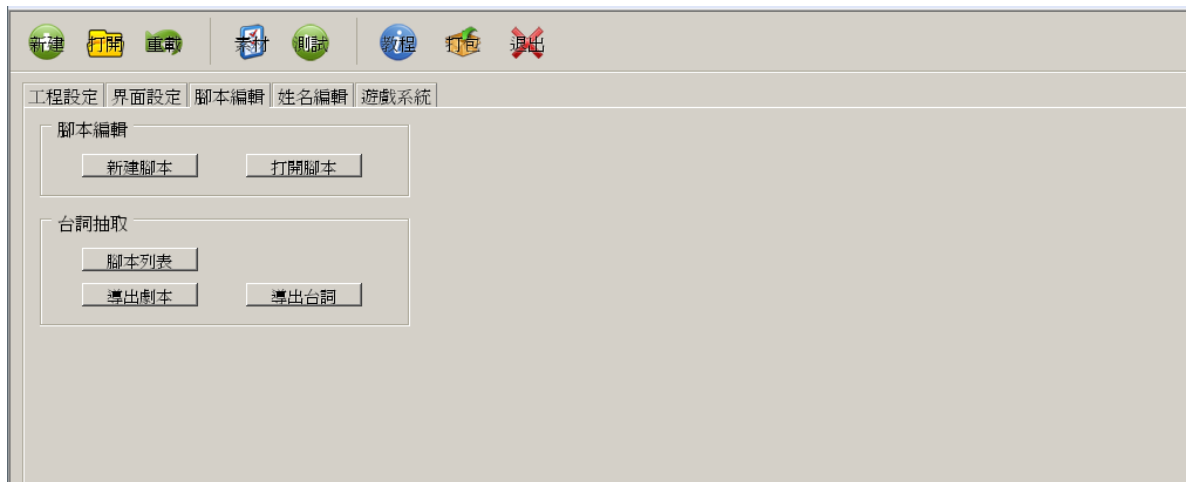 新建 打開 重載 素材 測試 教程 打包 退出
工程設定 界面設定 腳本編輯 姓名編輯 遊戲系統
腳本編輯
新建腳本 打開腳本
台詞抽取
腳本列表
導出劇本 導出台詞